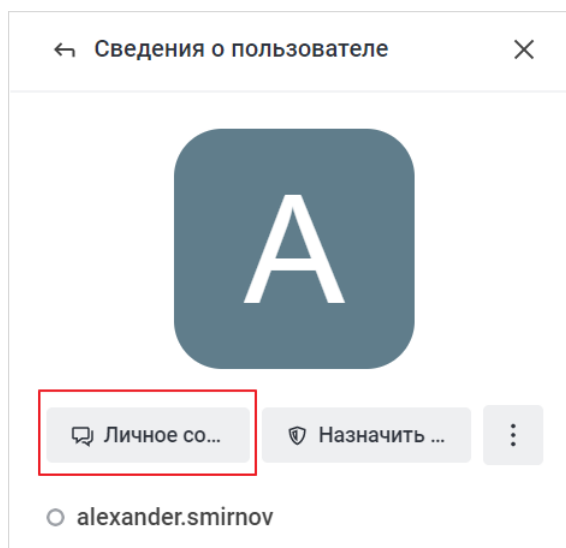 Сведения о пользователе
A
Личное со... Назначить ...
alexander.smirnov